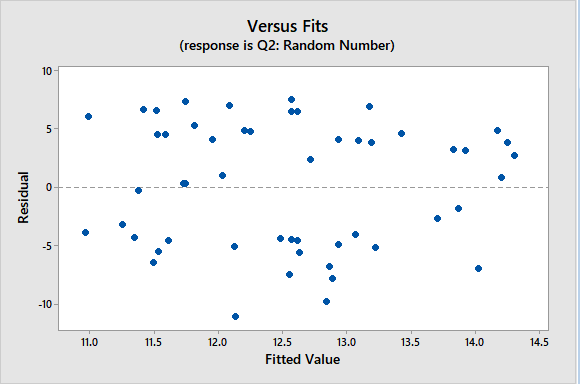 Versus Fits
(response is Q2: Random Number)
10
5
0
-5
-10
Residual
11.0 11.5 12.0 12.5 13.0 13.5 14.0 14.5
Fitted Value